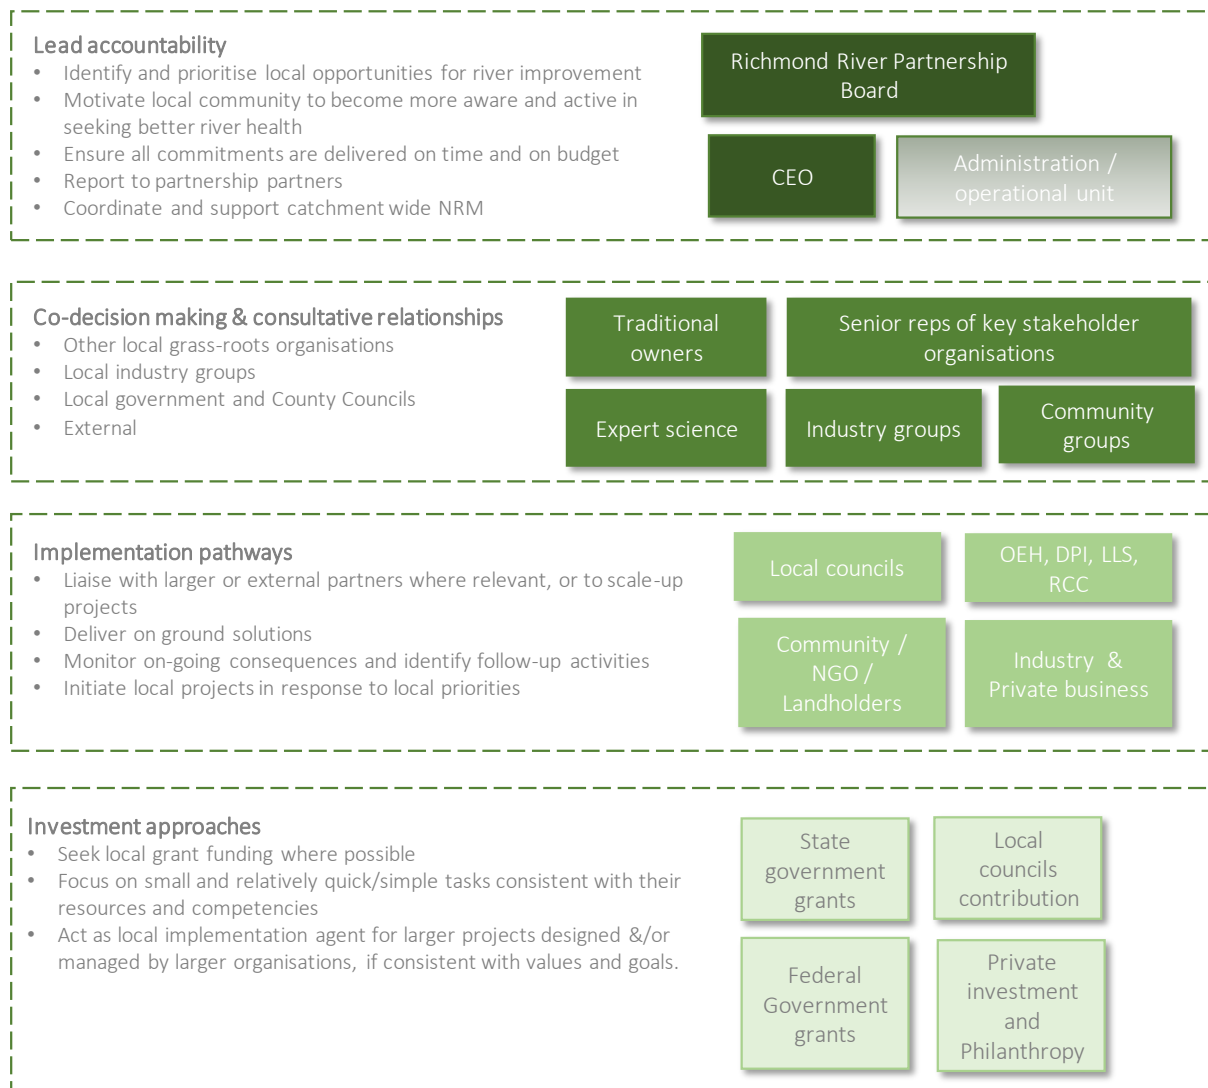 Lead accountability
• Identify and prioritise local opportunities for river improvement
• Motivate local community to become more aware and active in
seeking better river health
• Ensure all commitments are delivered on time and on budget
• Report to partnership partners
• Coordinate and support catchment wide NRM
Richmond River Partnership
Board
CEO
Administration /
operational unit
Co-decision making & consultative relationships
• Other local grass-roots organisations
• Local industry groups
• Local government and County Councils
• External
Traditional
owners
Senior reps of key stakeholder
organisations
Expert science
Industry groups
Community
groups
Implementation pathways
• Liaise with larger or external partners where relevant, or to scale-up
projects
• Deliver on ground solutions
• Monitor on-going consequences and identify follow-up activities
• Initiate local projects in response to local priorities
Local councils
OEH, DPI, LLS,
RCC
Community /
NGO /
Landholders
Industry &
Private business
Investment approaches
• Seek local grant funding where possible
• Focus on small and relatively quick/simple tasks consistent with their
resources and competencies
• Act as local implementation agent for larger projects designed &/or
managed by larger organisations, if consistent with values and goals.
State
government
grants
Local
councils
contribution
Federal
Government
grants
Private
investment
and
Philanthropy